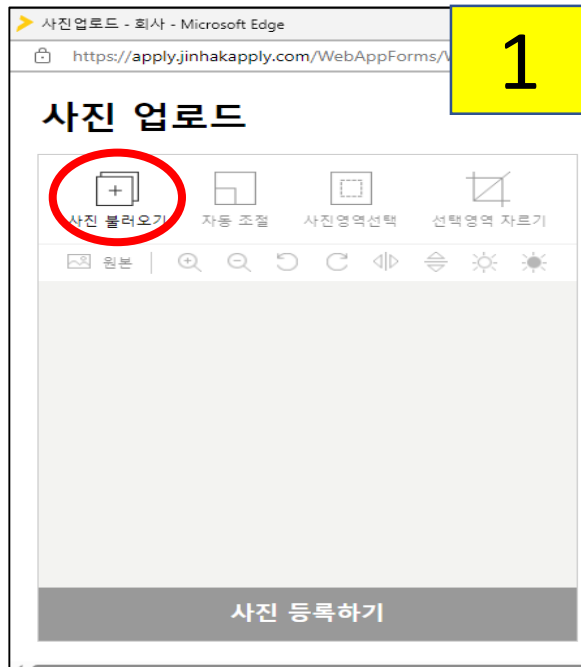 사진업로드 - 회사 - Microsoft Edge
https://apply.jinhakapply.com/WebAppForms/
1
사진 업로드
사진 불러오기 자동 조절 사진영역선택 선택영역 자르기
원본
사진 등록하기